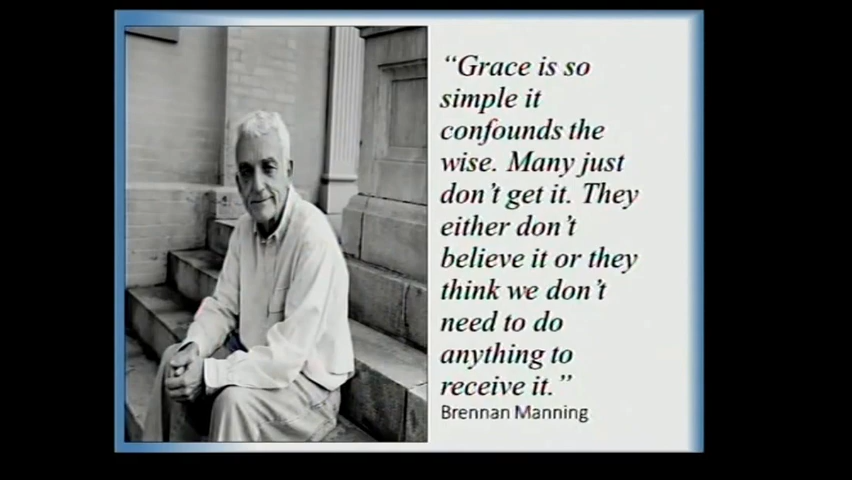 “Grace is so
simple it
confounds the
wise. Many just
don’t get it. They
either don’t
believe it or they
think we don’t
need to do
anything to
receive it.”
Brennan Manning